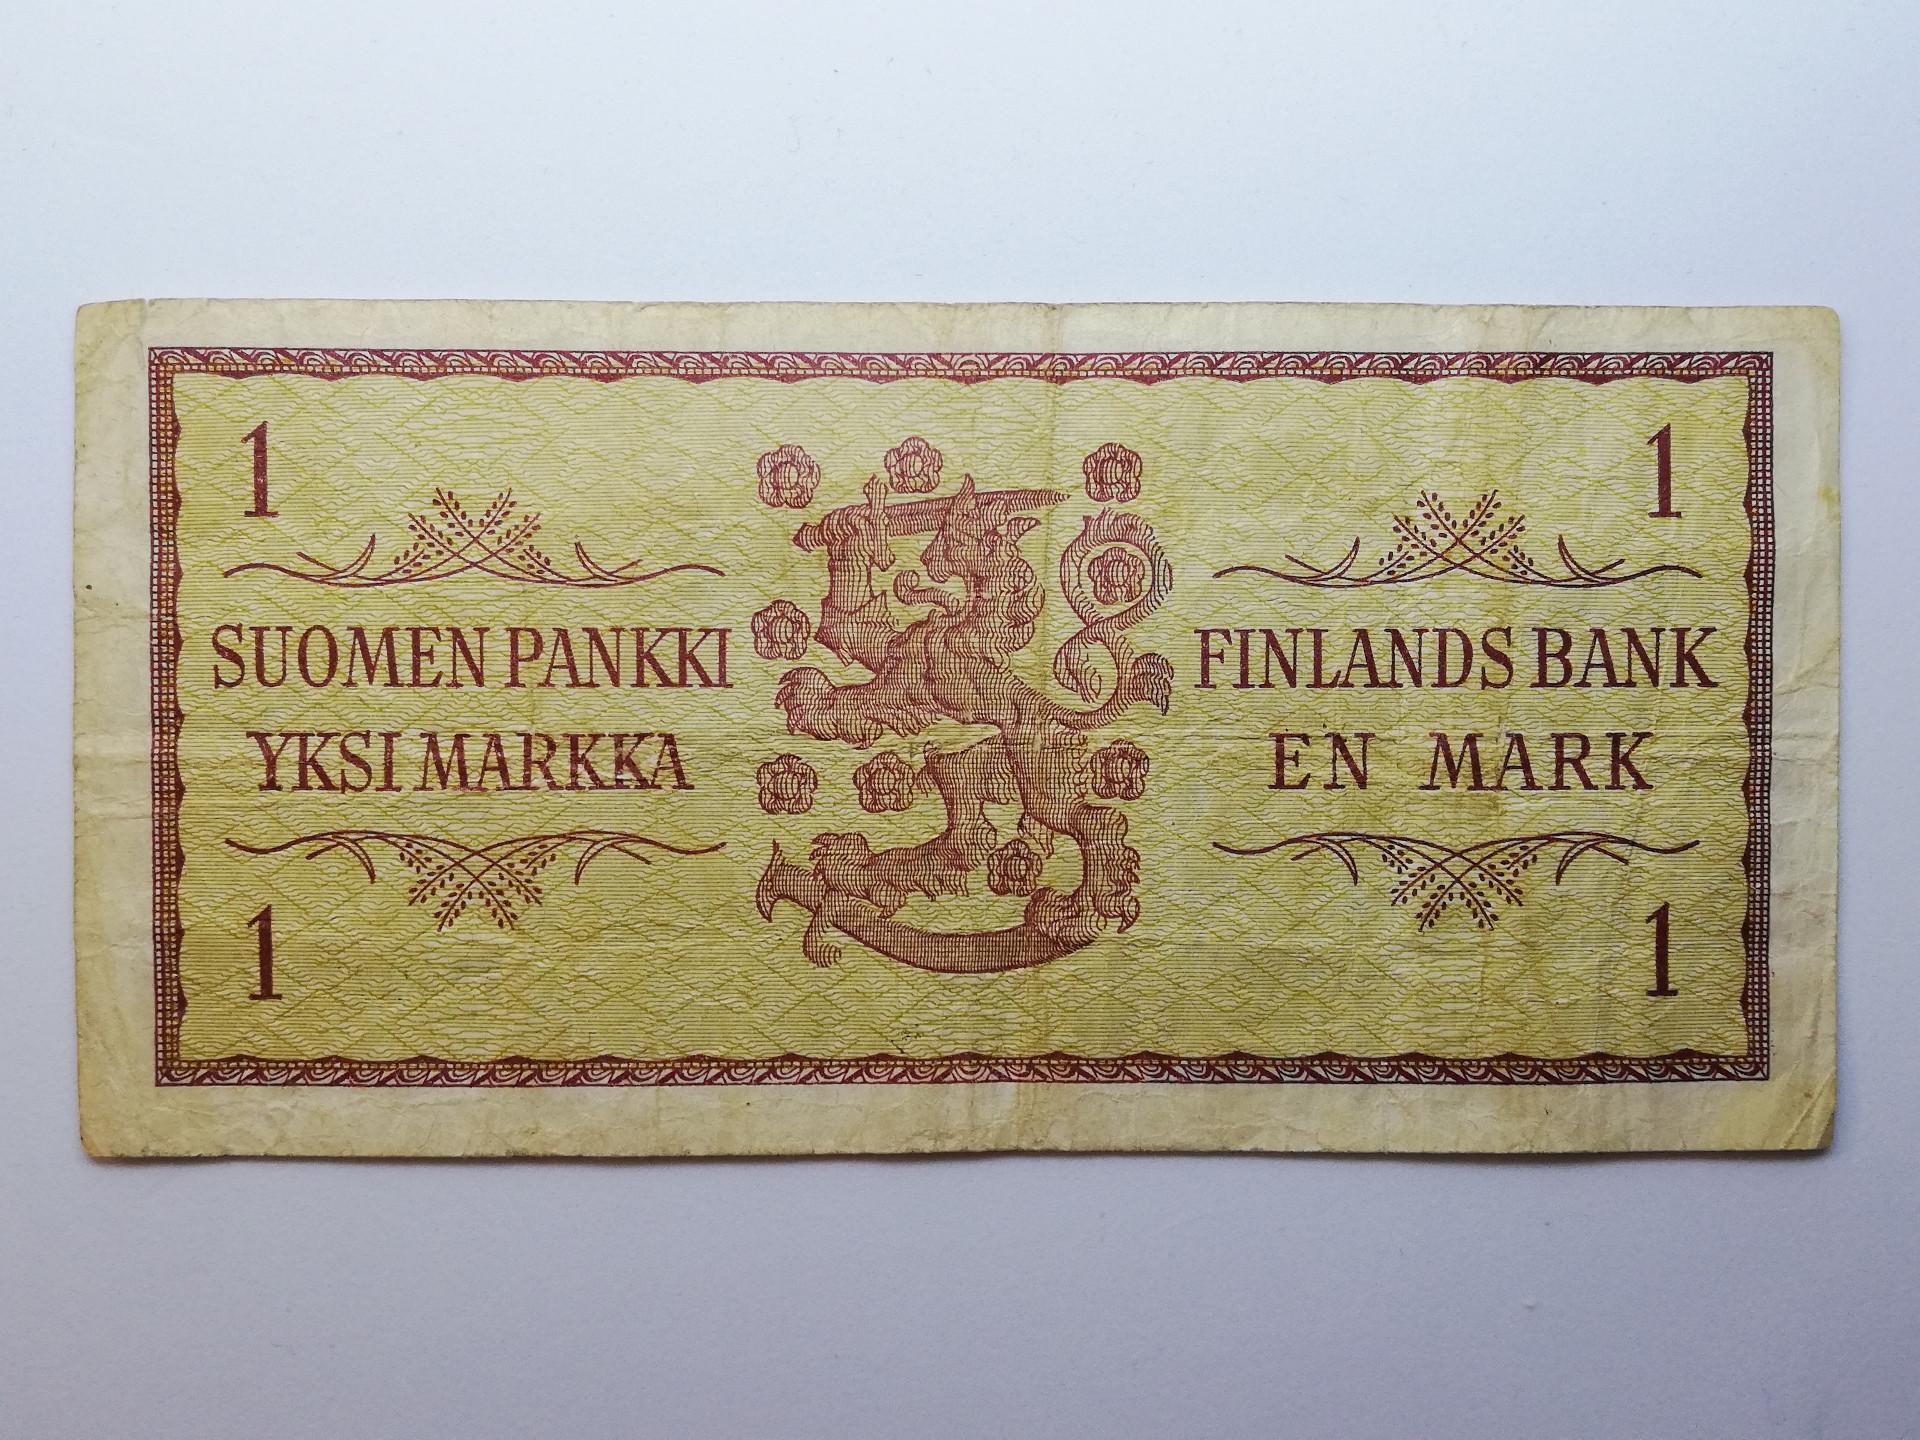 1
1
SUOMEN PANKKI
FINLANDS BANK
YKSI MARKKA
EN MARK
1
1